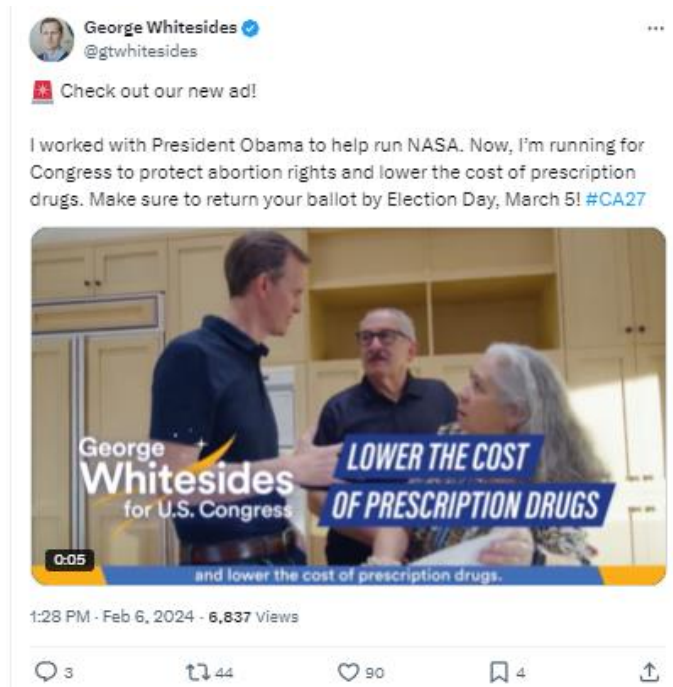 George Whitesides
@gtwhitesides
Check out our new ad!
I worked with President Obama to help run NASA. Now, I'm running for
Congress to protect abortion rights and lower the cost of prescription
drugs. Make sure to return your ballot by Election Day, March 5! #CA27
George
Whitesides
for U.S. Congress
LOWER THE COST
OF PRESCRIPTION DRUGS
0:05
and lower the cost of prescription drugs.
1:28 PM · Feb 6, 2024 · 6,837 Views
3 44 90 4